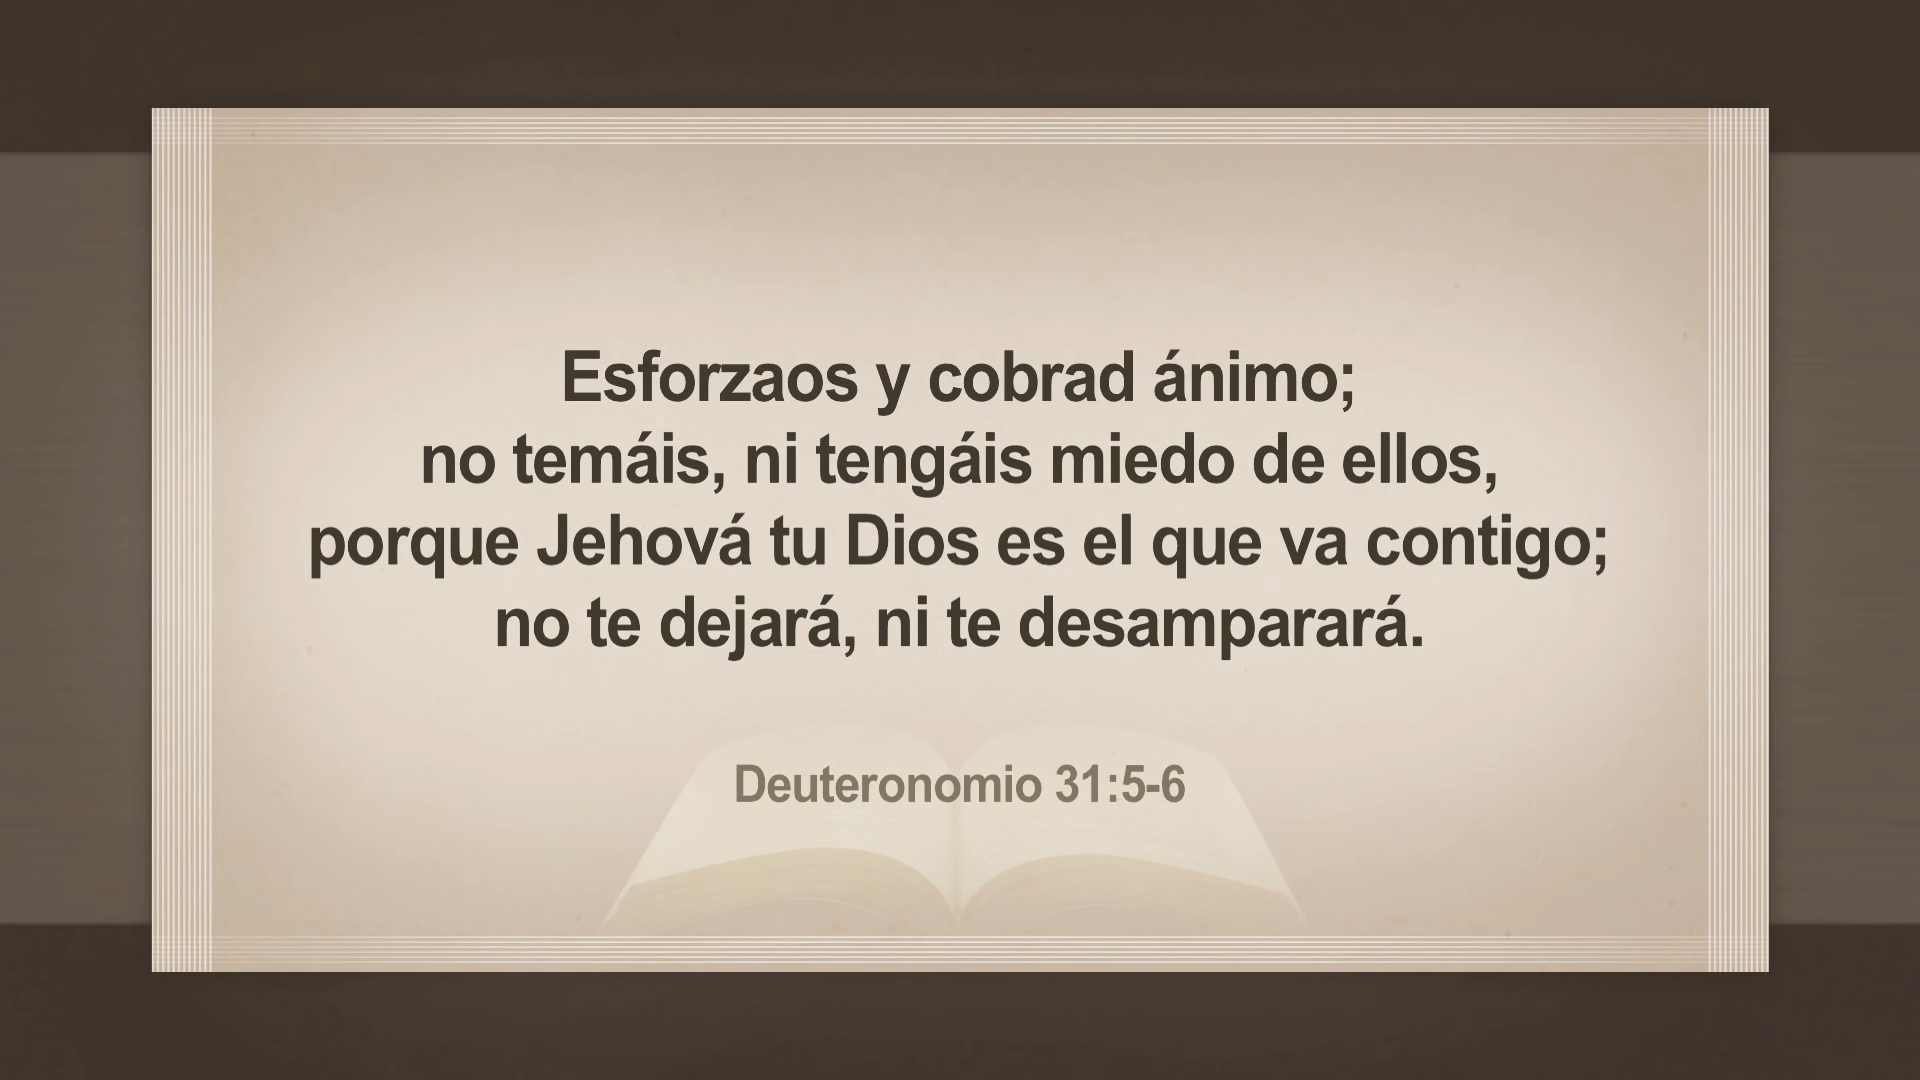 Esforzaos y cobrad ánimo;
no temáis, ni tengáis miedo de ellos,
porque Jehová tu Dios es el que va contigo;
no te dejará, ni te desamparará.
Deuteronomio 31:5-6